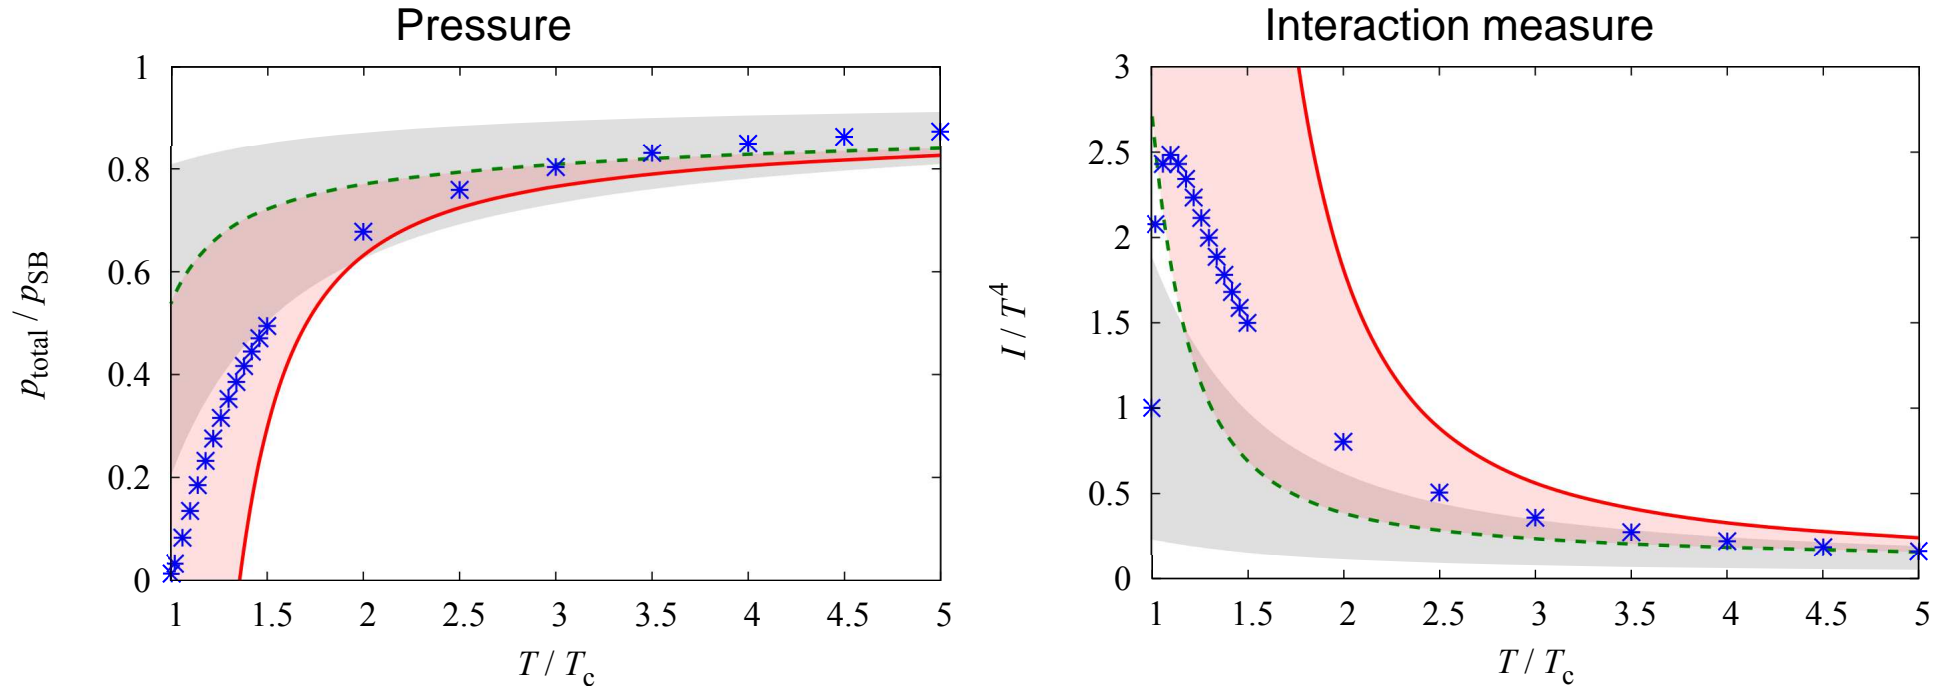 Pressure
1
0.8
0.6
0.4
0.2
0
p_total / p_SB
1 1.5 2 2.5 3 3.5 4 4.5 5
T / T_c
Interaction measure
3
2.5
2
1.5
1
0.5
0
I / T^4
1 1.5 2 2.5 3 3.5 4 4.5 5
T / T_c